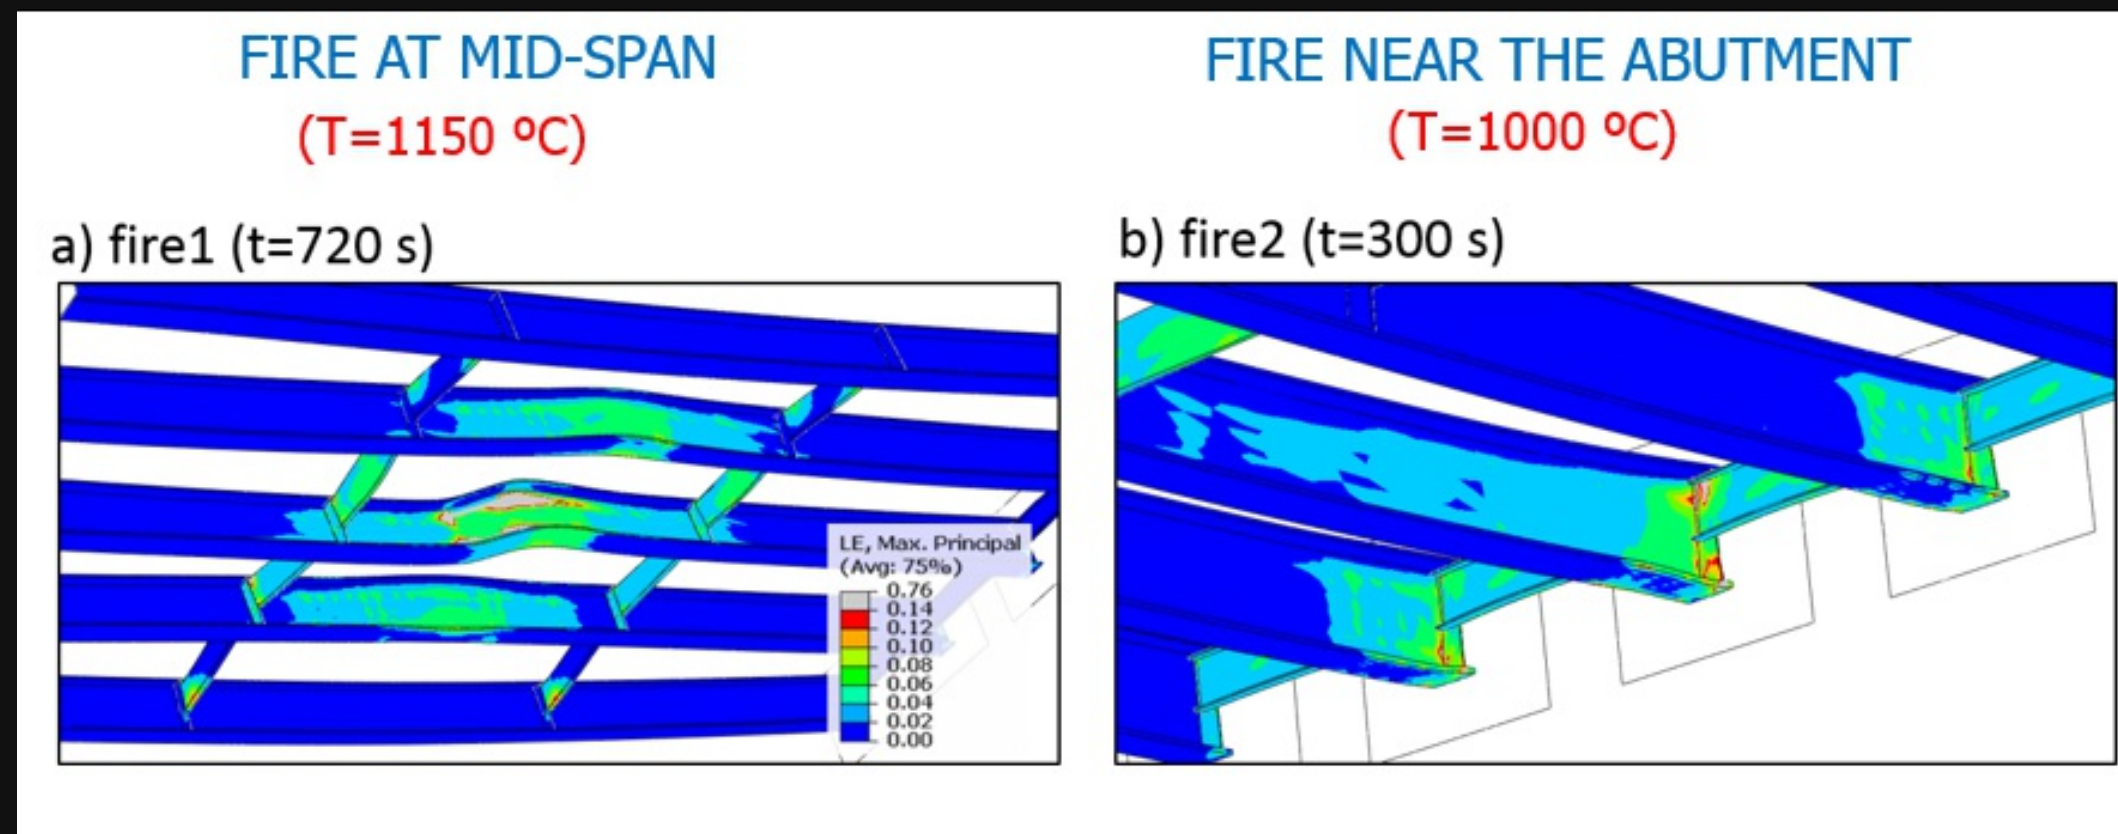 FIRE AT MID-SPAN
(T=1150 ºC)
a) fire1 (t=720 s)
LE, Max. Principal
(Avg: 75%)
0.76
0.14
0.12
0.10
0.08
0.06
0.04
0.02
0.00
FIRE NEAR THE ABUTMENT
(T=1000 ºC)
b) fire2 (t=300 s)